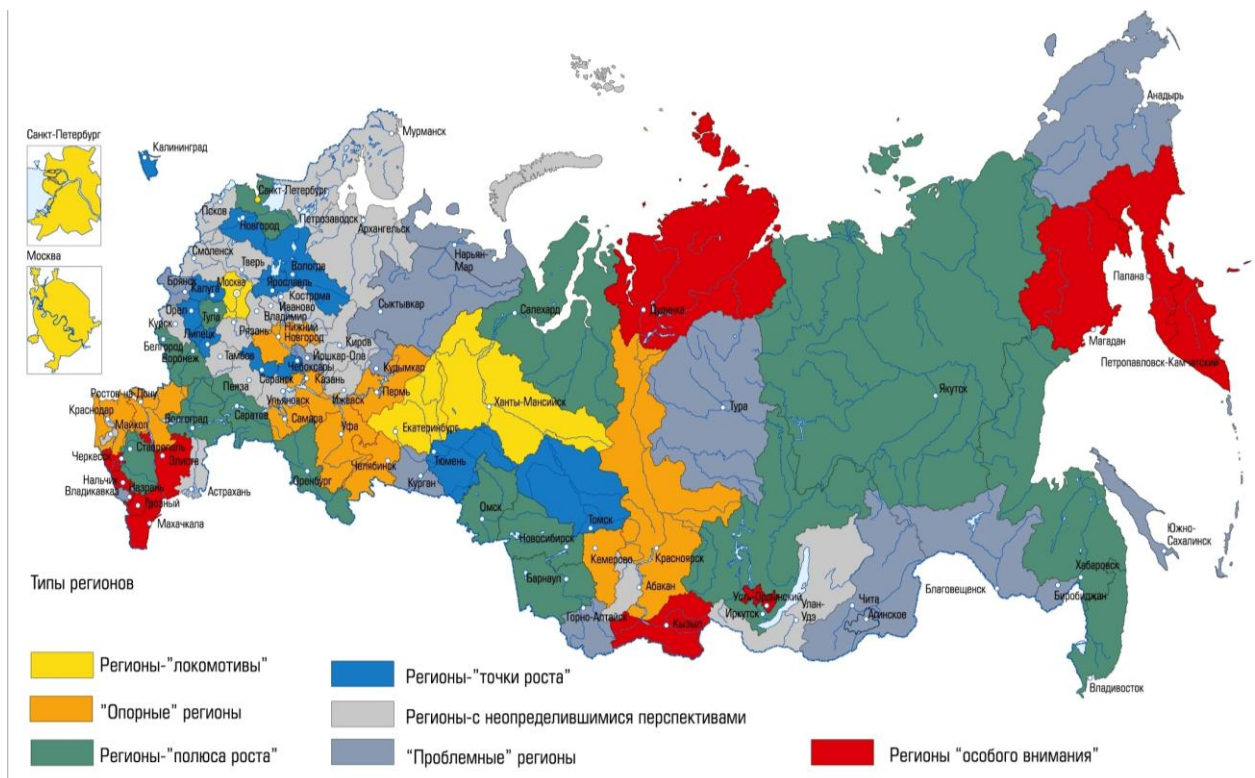 Санкт-Петербург
Москва
Калининград
Мурманск
Анадырь
Санкт-Петербург
Псков
Новгород
Петрозаводск
Архангельск
Смоленск
Тверь
Вологда
Нарьян-
Мар
Брянск
Калуга
Москва
Ярославль
Кострома
Иваново
Владимир
Сыктывкар
Салехард
Дудинка
Палана
Орел
Тула
Курск
Рязань
Нижний
Новгород
Липецк
Киров
Белгород
Воронеж
Тамбов
Йошкар-Ола
Чебоксары
Кудымкар
Магадан
Петропавловск-Камчатский
Пенза
Саранск
Казань
Пермь
Ижевск
Ульяновск
Ростов-на-Дону
Краснодар
Волгоград
Саратов
Самара
Уфа
Екатеринбург
Ханты-Мансийск
Тура
Якутск
Майкоп
Ставрополь
Элиста
Черкесск
Челябинск
Курган
Тюмень
Нальчик
Владикавказ
Назрань
Грозный
Астрахань
Оренбург
Махачкала
Омск
Томск
Новосибирск
Кемерово
Красноярск
Барнаул
Абакан
Горно-Алтайск
Кызыл
Усть-Ордынский
Иркутск
Улан-
Удэ
Чита
Агинское
Благовещенск
Биробиджан
Хабаровск
Южно-
Сахалинск
Владивосток
Типы регионов
Регионы-"локомотивы"
"Опорные" регионы
Регионы-"полюса роста"
Регионы-"точки роста"
Регионы-с неопределившимися перспективами
"Проблемные" регионы
Регионы "особого внимания"